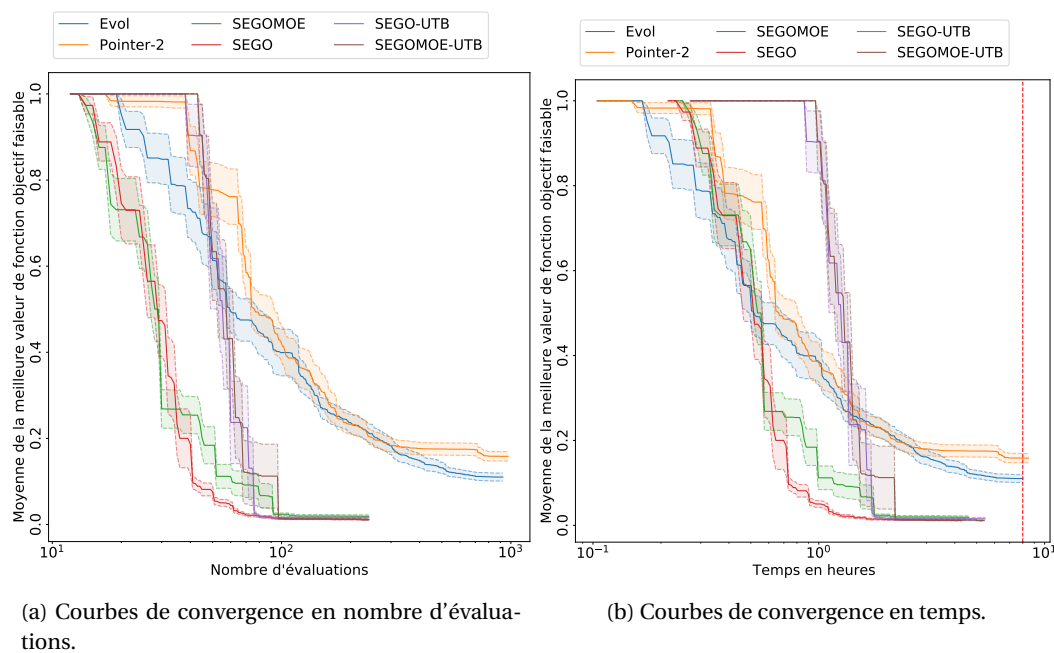 Evol SEGOMOE SEGO-UTB
Pointer-2 SEGO SEGOMOE-UTB
Moyenne de la meilleure valeur de fonction objectif faisable
1.0
0.8
0.6
0.4
0.2
0.0
10¹ 10² 10³
Nombre d'évaluations
(a) Courbes de convergence en nombre d'évalua-
tions.
Evol SEGOMOE SEGO-UTB
Pointer-2 SEGO SEGOMOE-UTB
Moyenne de la meilleure valeur de fonction objectif faisable
1.0
0.8
0.6
0.4
0.2
0.0
10⁻¹ 10⁰ 10¹
Temps en heures
(b) Courbes de convergence en temps.